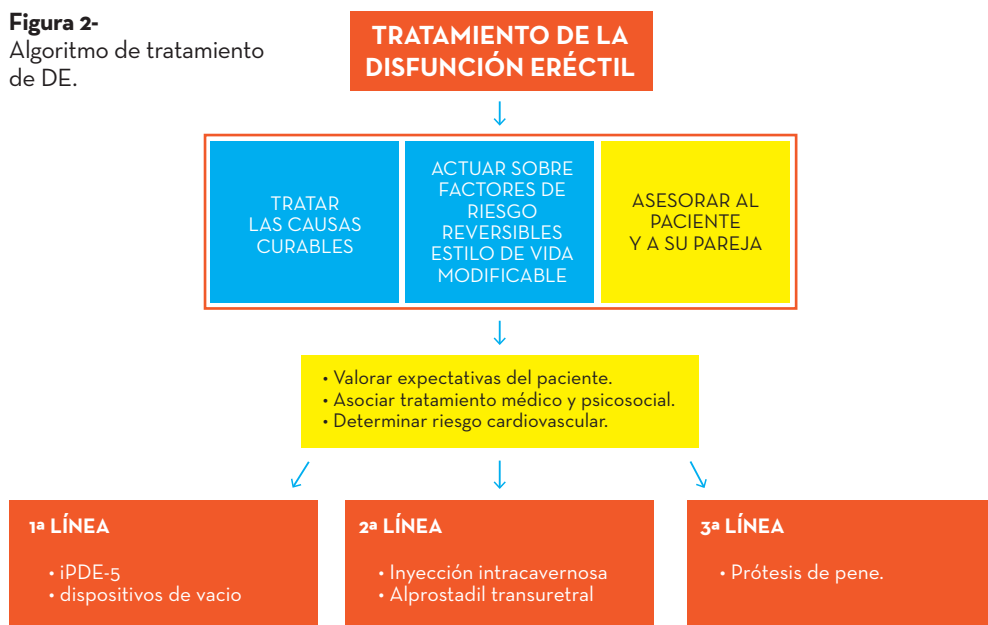 Figura 2-
Algoritmo de tratamiento
de DE.
TRATAMIENTO DE LA
DISFUNCIÓN ERÉCTIL
TRATAR
LAS CAUSAS
CURABLES
ACTUAR SOBRE
FACTORES DE
RIESGO
REVERSIBLES
ESTILO DE VIDA
MODIFICABLE
ASESORAR AL
PACIENTE
Y A SU PAREJA
• Valorar expectativas del paciente.
• Asociar tratamiento médico y psicosocial.
• Determinar riesgo cardiovascular.
1ª LÍNEA
• iPDE-5
• dispositivos de vacio
2ª LÍNEA
• Inyección intracavernosa
• Alprostadil transuretral
3ª LÍNEA
• Prótesis de pene.